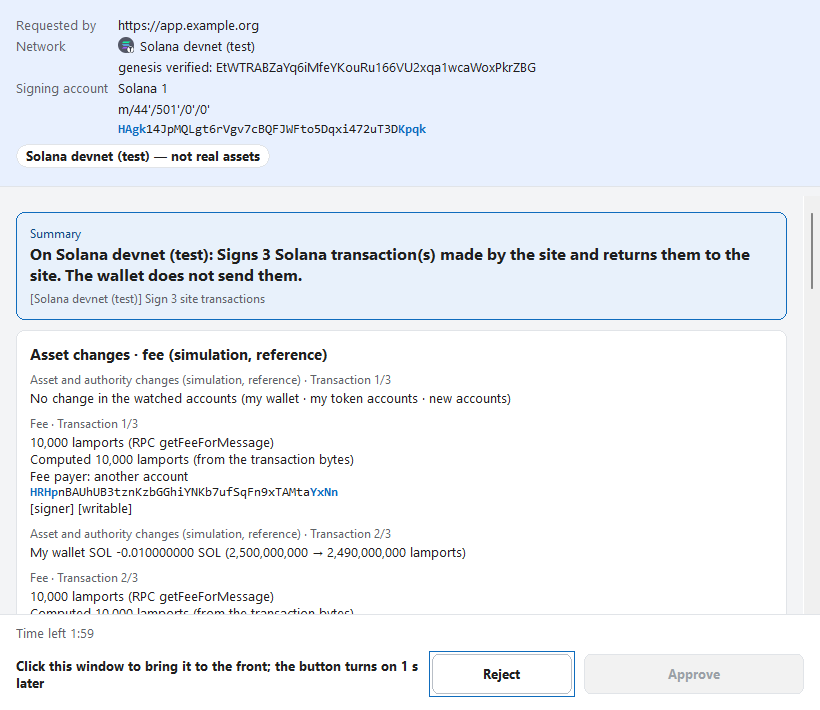 Requested by https://app.example.org
Network Solana devnet (test)
genesis verified: EtWTRABZaYq6iMfeYKouRu166VU2xqa1wcaWoxPkrZBG
Signing account Solana 1
m/44'/501'/0'/0'
HAgk14JpMQLgt6rVgv7cBQFJWFto5Dqxi472uT3DKpqk
Solana devnet (test) — not real assets
Summary
On Solana devnet (test): Signs 3 Solana transaction(s) made by the site and returns them to the
site. The wallet does not send them.
[Solana devnet (test)] Sign 3 site transactions
Asset changes · fee (simulation, reference)
Asset and authority changes (simulation, reference) · Transaction 1/3
No change in the watched accounts (my wallet · my token accounts · new accounts)
Fee · Transaction 1/3
10,000 lamports (RPC getFeeForMessage)
Computed 10,000 lamports (from the transaction bytes)
Fee payer: another account
HRHpnBAUhUB3tznKzbGGhiYNKb7ufSqFn9xTAMtaYxNn
[signer] [writable]
Asset and authority changes (simulation, reference) · Transaction 2/3
My wallet SOL -0.010000000 SOL (2,500,000,000 → 2,490,000,000 lamports)
Fee · Transaction 2/3
10,000 lamports (RPC getFeeForMessage)
Computed 10,000 lamports (from the transaction bytes)
Time left 1:59
Click this window to bring it to the front; the button turns on 1 s
later
Reject
Approve